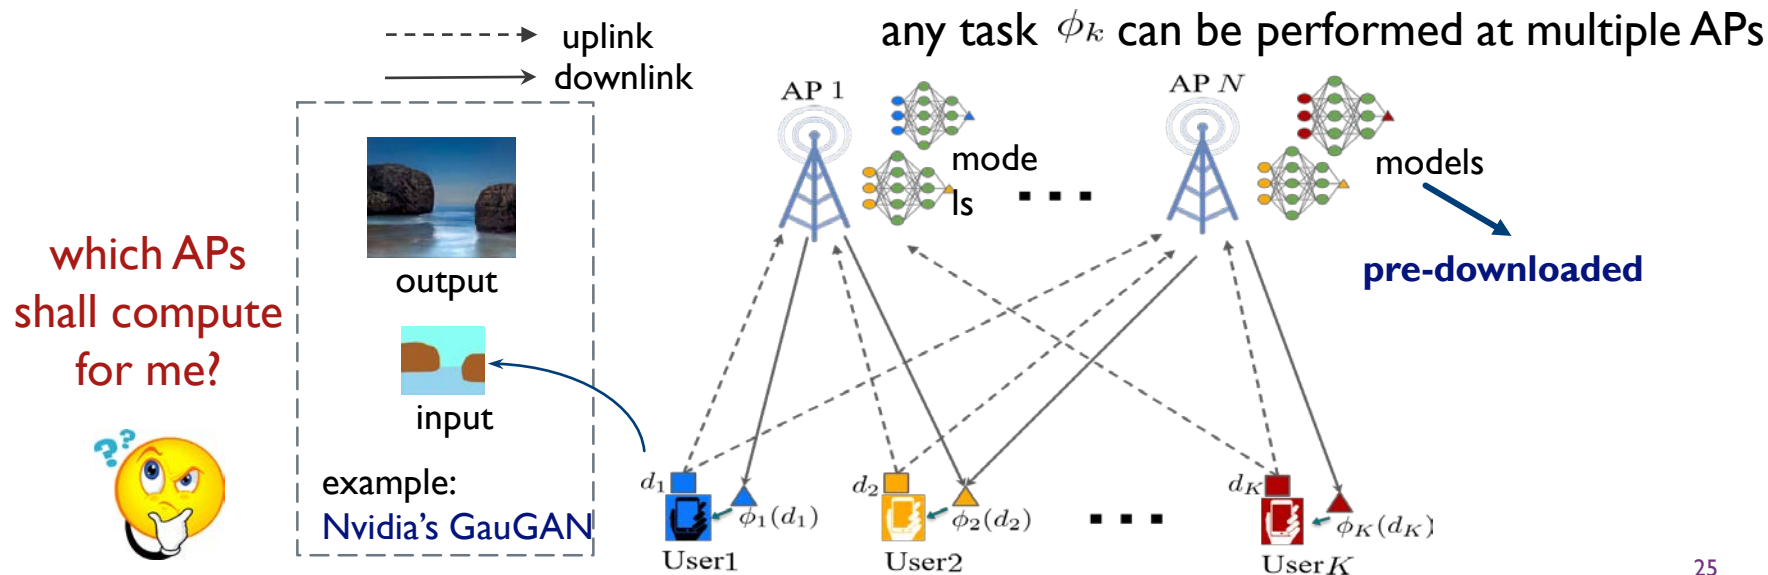 uplink
downlink
any task ϕk can be performed at multiple APs
which APs
shall compute
for me?
??
output
input
example:
Nvidia's GauGAN
AP 1
mode
ls
...
AP N
models
pre-downloaded
d1
ϕ1(d1)
User1
d2
ϕ2(d2)
User2
...
dK
ϕK(dK)
UserK
25